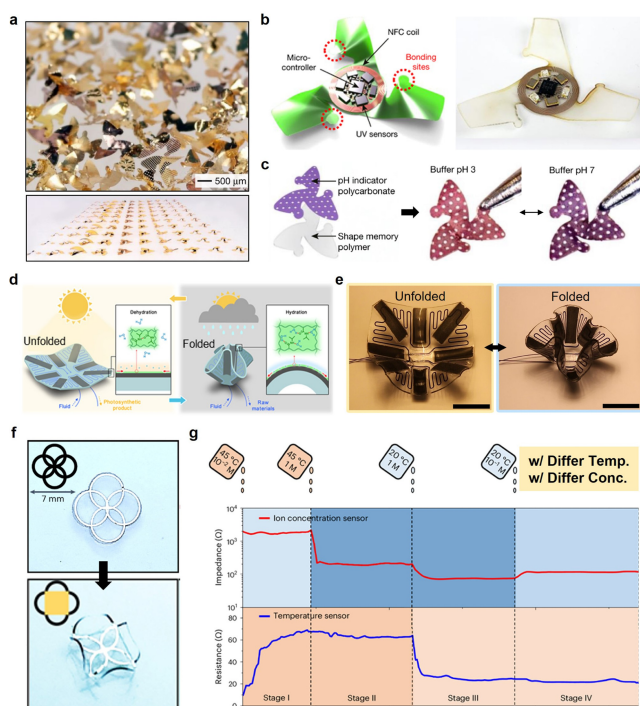 a
500 µm
b
NFC coil
Micro-
controller
Bonding
sites
UV sensors
c
pH indicator
polycarbonate
Shape memory
polymer
Buffer pH 3
Buffer pH 7
d
Unfolded
Dehydration
Fluid
Photosynthetic
product
Folded
Hydration
Fluid
Raw
materials
e
Unfolded
Folded
f
7 mm
g
45 °C
10⁻² M
45 °C
1 M
20 °C
1 M
20 °C
10⁻¹ M
w/ Differ Temp.
w/ Differ Conc.
Impedance (Ω)
10⁴
10³
10²
10¹
Ion concentration sensor
Resistance (Ω)
80
60
40
20
0
Temperature sensor
Stage I
Stage II
Stage III
Stage IV